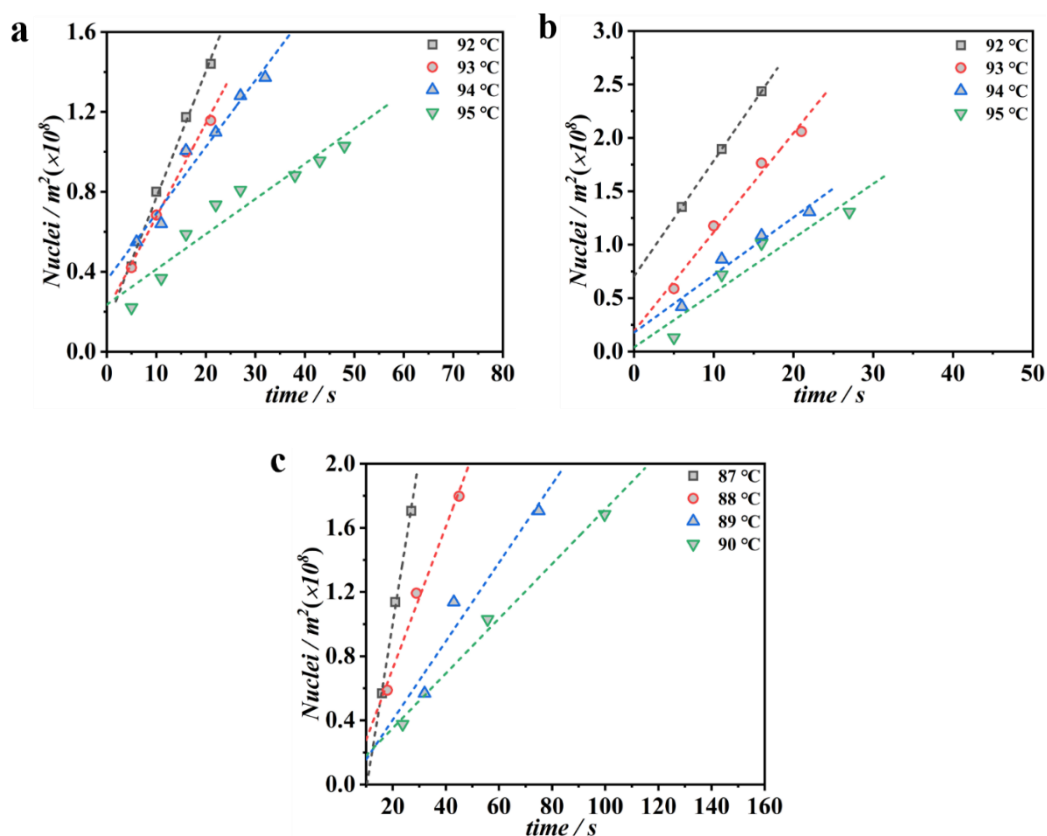 a
Nuclei / m²(×10⁸)
1.6
1.2
0.8
0.4
0.0
0 10 20 30 40 50 60 70 80
time / s
92 ℃
93 ℃
94 ℃
95 ℃
b
Nuclei / m²(×10⁸)
3.0
2.5
2.0
1.5
1.0
0.5
0.0
0 10 20 30 40 50
time / s
92 ℃
93 ℃
94 ℃
95 ℃
c
Nuclei / m²(×10⁸)
2.0
1.6
1.2
0.8
0.4
0.0
20 40 60 80 100 120 140 160
time / s
87 ℃
88 ℃
89 ℃
90 ℃